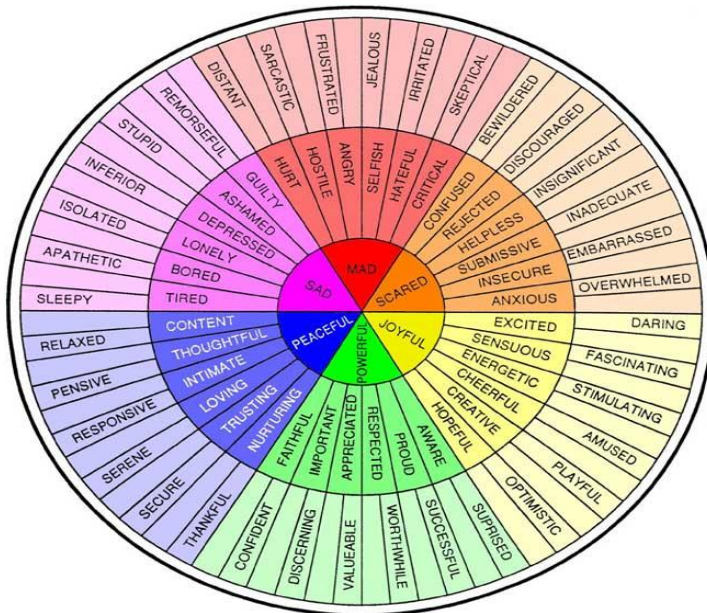 MAD
SCARED
JOYFUL
POWERFUL
PEACEFUL
SAD
HURT
HOSTILE
ANGRY
SELFISH
HATEFUL
CRITICAL
CONFUSED
REJECTED
HELPLESS
SUBMISSIVE
INSECURE
ANXIOUS
EXCITED
SENSUOUS
ENERGETIC
CHEERFUL
CREATIVE
HOPEFUL
AWARE
PROUD
RESPECTED
APPRECIATED
IMPORTANT
FAITHFUL
NURTURING
TRUSTING
LOVING
INTIMATE
THOUGHTFUL
CONTENT
TIRED
BORED
LONELY
DEPRESSED
ASHAMED
GUILTY
DISTANT
SARCASTIC
FRUSTRATED
JEALOUS
IRRITATED
SKEPTICAL
BEWILDERED
DISCOURAGED
INSIGNIFICANT
INADEQUATE
EMBARRASSED
OVERWHELMED
DARING
FASCINATING
STIMULATING
AMUSED
PLAYFUL
OPTIMISTIC
SUPRISED
SUCCESSFUL
WORTHWHILE
VALUEABLE
DISCERNING
CONFIDENT
THANKFUL
SECURE
SERENE
RESPONSIVE
PENSIVE
RELAXED
SLEEPY
APATHETIC
ISOLATED
INFERIOR
STUPID
REMORSEFUL